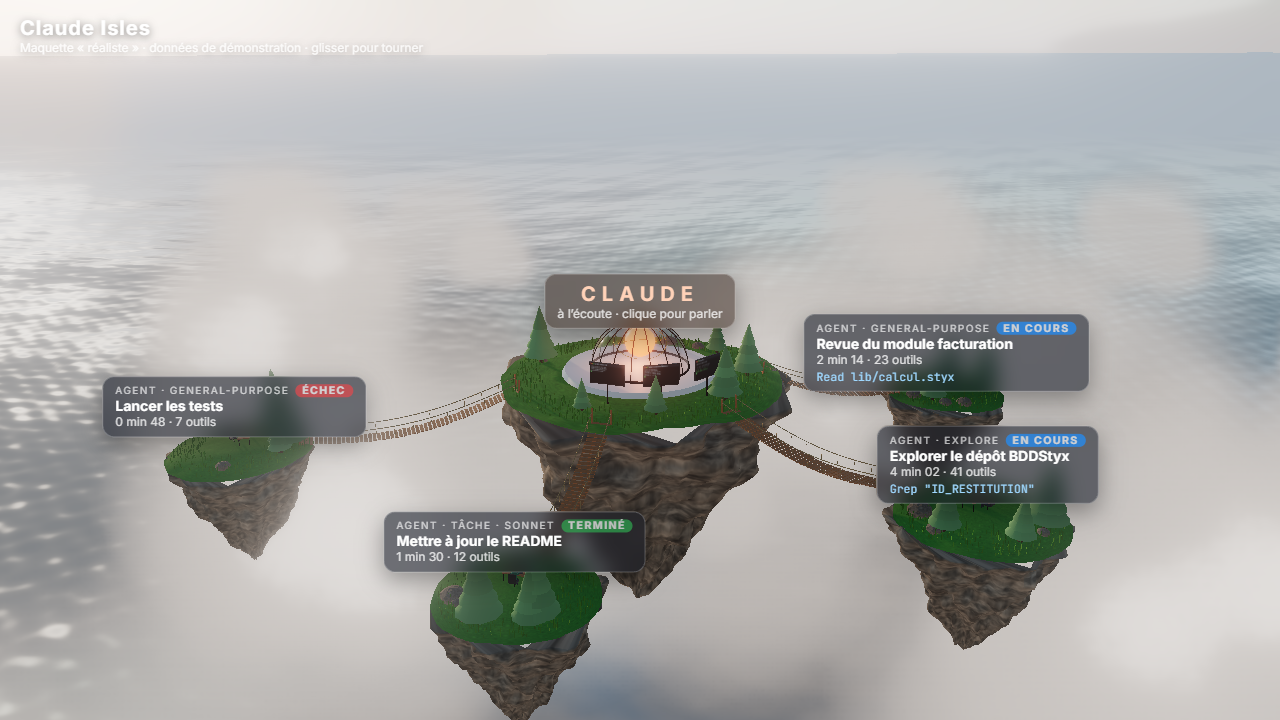 Claude Isles
Maquette « réaliste » · données de démonstration · glisser pour tourner
CLAUDE
à l'écoute · clique pour parler
AGENT · GENERAL-PURPOSE EN COURS
Revue du module facturation
2 min 14 · 23 outils
Read lib/calcul.styx
AGENT · GENERAL-PURPOSE ÉCHEC
Lancer les tests
0 min 48 · 7 outils
AGENT · EXPLORE EN COURS
Explorer le dépôt BDDStyx
4 min 02 · 41 outils
Grep "ID_RESTITUTION"
AGENT · TÂCHE · SONNET TERMINÉ
Mettre à jour le README
1 min 30 · 12 outils